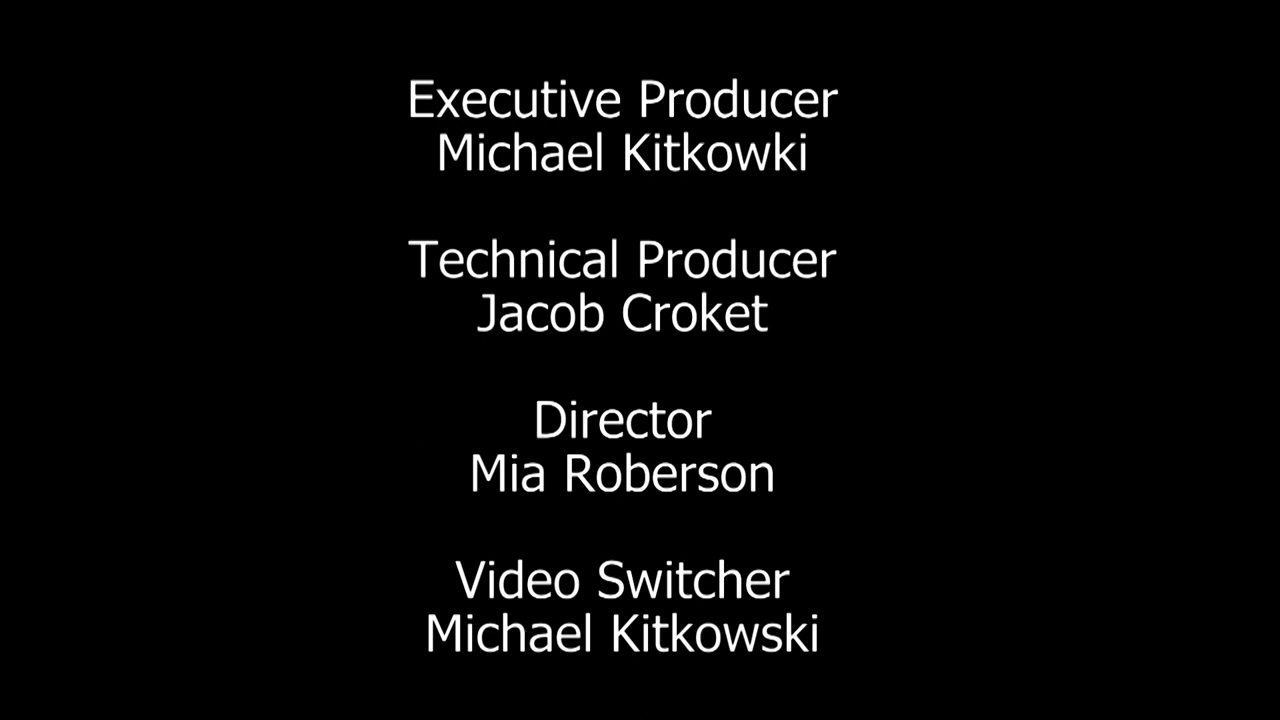 Executive Producer
Michael Kitkowki
Technical Producer
Jacob Croket
Director
Mia Roberson
Video Switcher
Michael Kitkowski